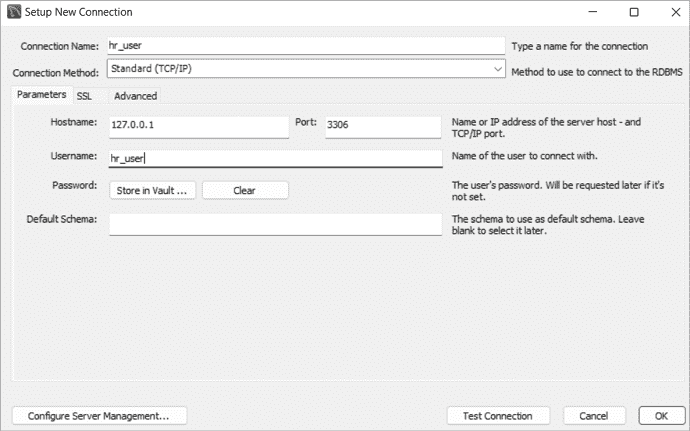 Setup New Connection
Connection Name: hr_user Type a name for the connection
Connection Method: Standard (TCP/IP) Method to use to connect to the RDBMS
Parameters SSL Advanced
Hostname: 127.0.0.1 Port: 3306 Name or IP address of the server host - and
TCP/IP port.
Username: hr_user Name of the user to connect with.
Password: Store in Vault ... Clear The user's password. Will be requested later if it's
not set.
Default Schema: The schema to use as default schema. Leave
blank to select it later.
Configure Server Management... Test Connection Cancel OK